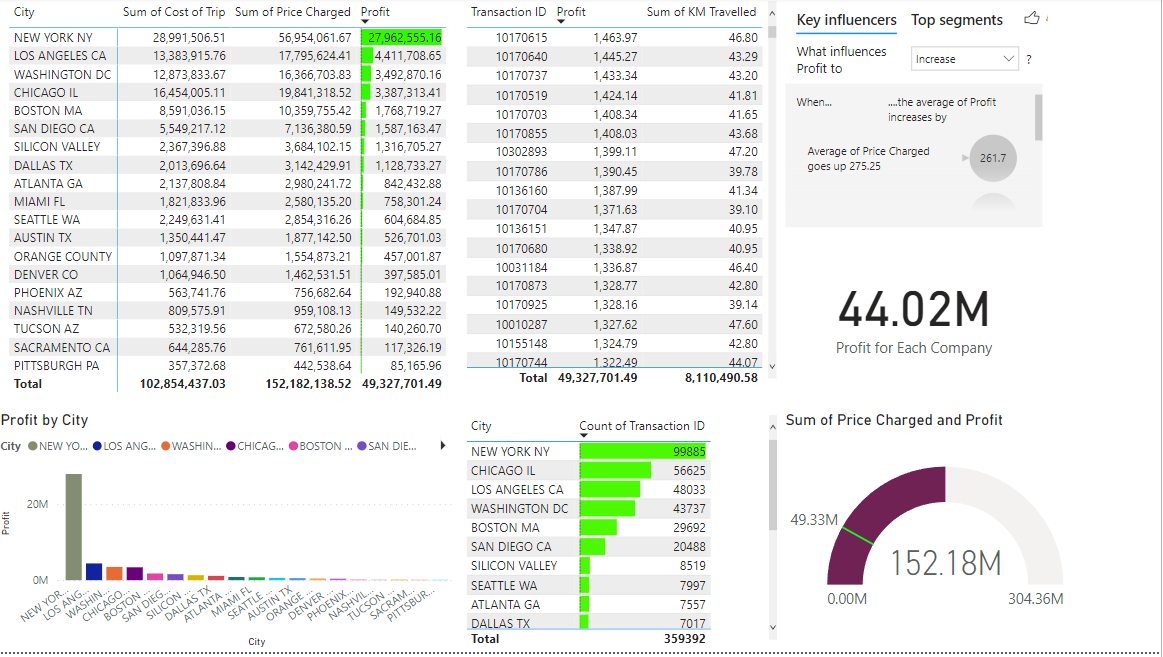 City Sum of Cost of Trip Sum of Price Charged Profit
NEW YORK NY 28,991,506.51 56,954,061.67 27,962,555.16
LOS ANGELES CA 13,383,915.76 17,795,624.41 4,411,708.65
WASHINGTON DC 12,873,833.67 16,366,703.83 3,492,870.16
CHICAGO IL 16,454,005.11 19,841,318.52 3,387,313.41
BOSTON MA 8,591,036.15 10,359,755.42 1,768,719.27
SAN DIEGO CA 5,549,217.12 7,136,380.59 1,587,163.47
SILICON VALLEY 2,367,396.88 3,684,102.15 1,316,705.27
DALLAS TX 2,013,696.64 3,142,429.91 1,128,733.27
ATLANTA GA 2,137,808.84 2,980,241.72 842,432.88
MIAMI FL 1,821,833.96 2,580,135.20 758,301.24
SEATTLE WA 2,249,631.41 2,854,316.26 604,684.85
AUSTIN TX 1,350,441.47 1,877,142.50 526,701.03
ORANGE COUNTY 1,097,871.34 1,554,873.21 457,001.87
DENVER CO 1,064,946.50 1,462,531.51 397,585.01
PHOENIX AZ 563,741.76 756,682.64 192,940.88
NASHVILLE TN 809,575.91 959,108.13 149,532.22
TUCSON AZ 532,319.56 672,580.26 140,260.70
SACRAMENTO CA 644,285.76 761,611.95 117,326.19
PITTSBURGH PA 357,372.68 442,538.64 85,165.96
Total 102,854,437.03 152,182,138.52 49,327,701.49
Transaction ID Profit Sum of KM Travelled
10170615 1,463.97 46.80
10170640 1,445.27 43.29
10170737 1,433.34 43.20
10170519 1,424.14 41.81
10170703 1,408.34 41.65
10170855 1,408.03 43.68
10302893 1,399.11 47.20
10170786 1,390.45 39.78
10136160 1,387.99 41.34
10170704 1,371.63 39.10
10136151 1,347.87 40.95
10170680 1,338.92 40.95
10031184 1,336.87 46.40
10170873 1,328.77 42.80
10170925 1,328.16 39.14
10010287 1,327.62 47.60
10155148 1,324.79 42.80
10170744 1,322.49 44.07
Total 49,327,701.49 8,110,490.58
Key influencers Top segments
What influences
Profit to
Increase ?
When... ....the average of Profit
increases by
Average of Price Charged
goes up 275.25
261.7
44.02M
Profit for Each Company
Profit by City
City NEW YO... LOS ANG... WASHIN... CHICAG... BOSTON ... SAN DIE...
20M
0M
Profit
NEW YOR... LOS ANG... WASHIN... CHICAGO... BOSTON ... SAN DIEG... SILICON ... DALLAS TX ATLANTA ... MIAMI FL SEATTLE ... AUSTIN TX ORANGE ... DENVER ... PHOENIX... NASHVIL... TUCSON ... SACRAM... PITTSBUR...
City
City Count of Transaction ID
NEW YORK NY 99885
CHICAGO IL 56625
LOS ANGELES CA 48033
WASHINGTON DC 43737
BOSTON MA 29692
SAN DIEGO CA 20488
SILICON VALLEY 8519
SEATTLE WA 7997
ATLANTA GA 7557
DALLAS TX 7017
Total 359392
Sum of Price Charged and Profit
49.33M
152.18M
0.00M 304.36M